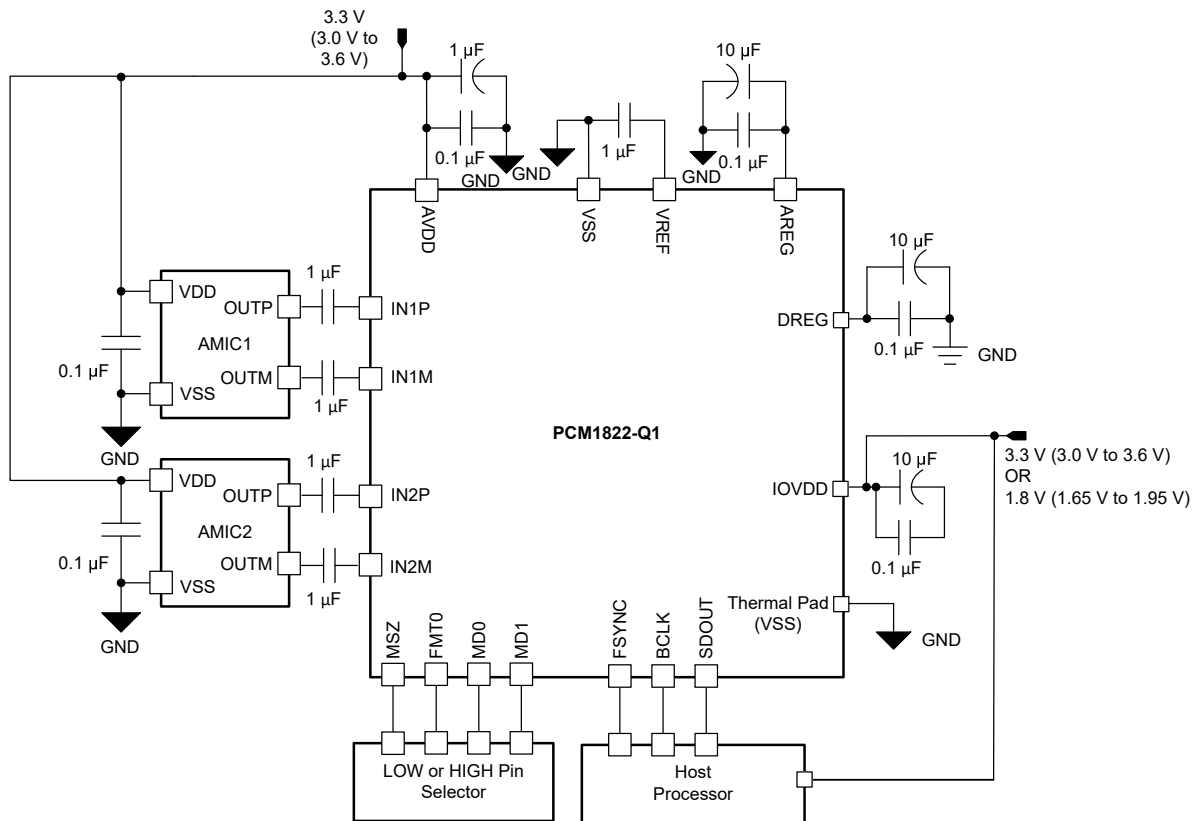 3.3 V
(3.0 V to
3.6 V)
1 µF
0.1 µF
GND
GND
1 µF
10 µF
0.1 µF
GND
AVDD
VSS
VREF
AREG
10 µF
DREG
0.1 µF
GND
VDD
OUTP
AMIC1
OUTM
VSS
0.1 µF
GND
1 µF
1 µF
IN1P
IN1M
PCM1822-Q1
VDD
OUTP
AMIC2
OUTM
VSS
0.1 µF
GND
1 µF
1 µF
IN2P
IN2M
3.3 V (3.0 V to 3.6 V)
OR
1.8 V (1.65 V to 1.95 V)
10 µF
IOVDD
0.1 µF
Thermal Pad
(VSS)
GND
MSZ
FMT0
MD0
MD1
FSYNC
BCLK
SDOUT
LOW or HIGH Pin
Selector
Host
Processor